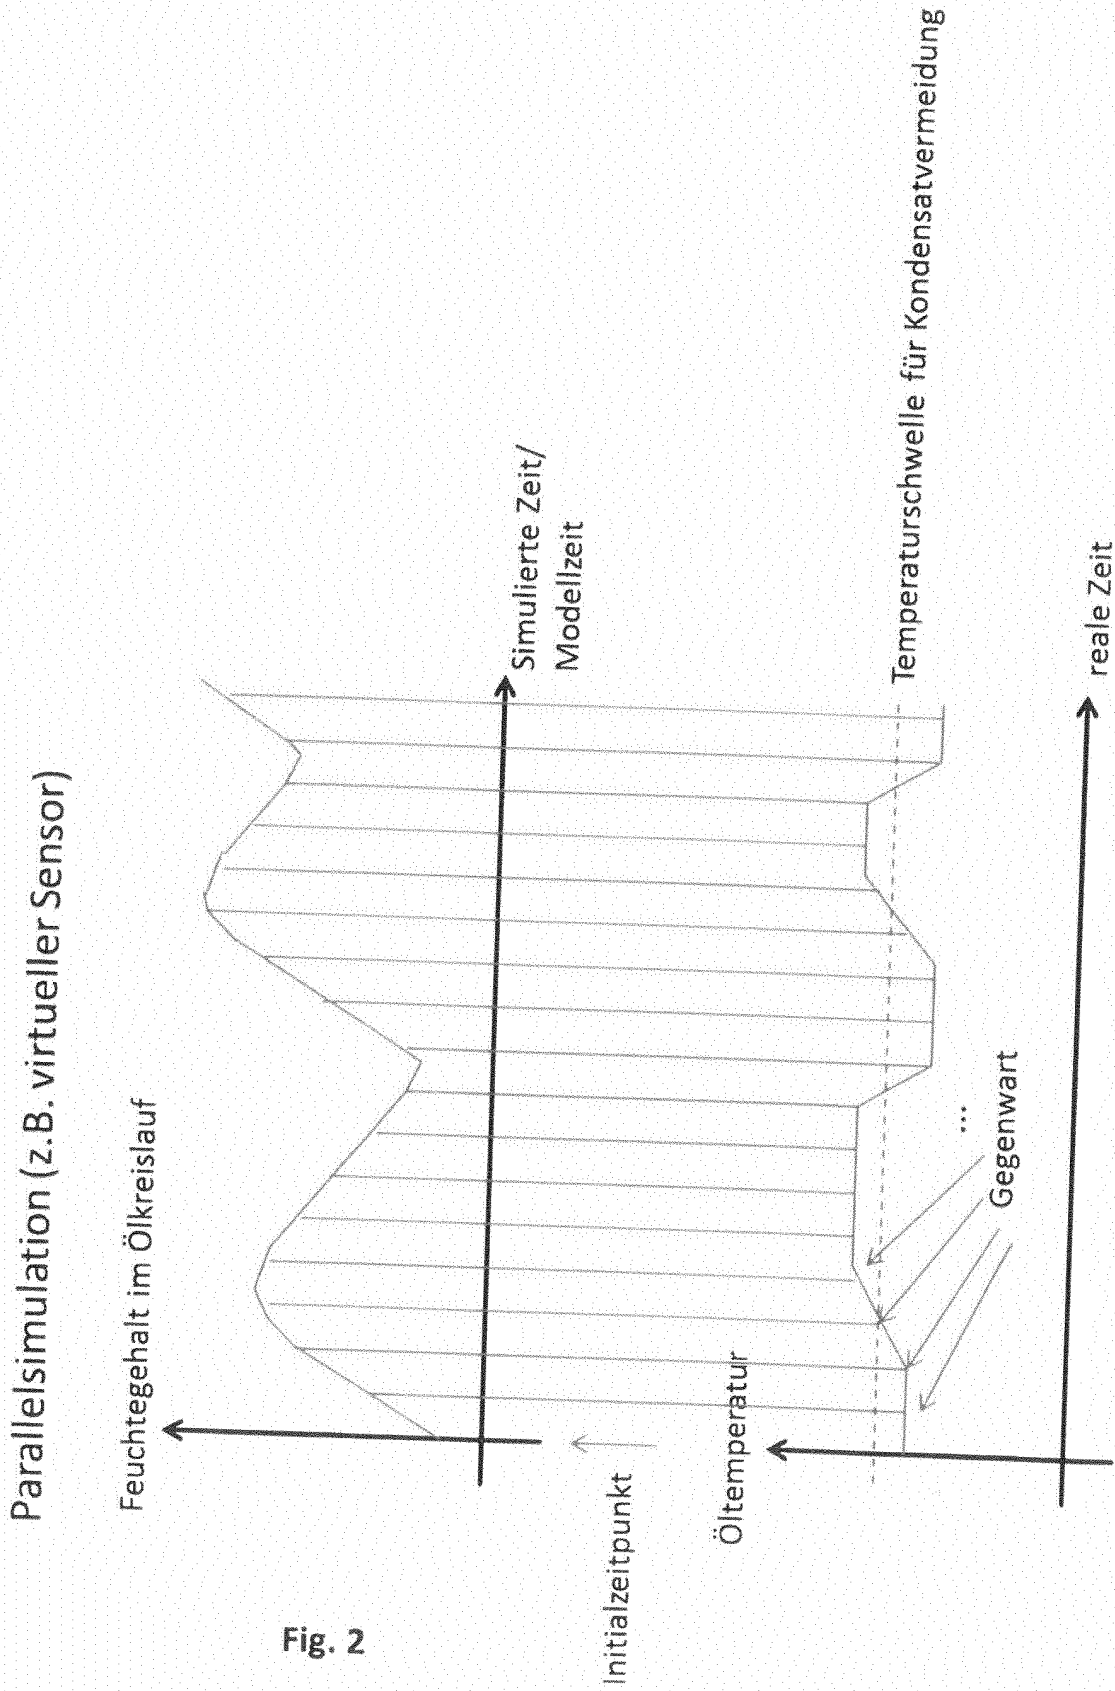 Parallelsimulation (z.B. virtueller Sensor)
Feuchtegehalt im Ölkreislauf
Simulierte Zeit/
Modellzeit
Initialzeitpunkt
Öltemperatur
Temperaturschwelle für Kondensatvermeidung
...
Gegenwart
reale Zeit
Fig. 2